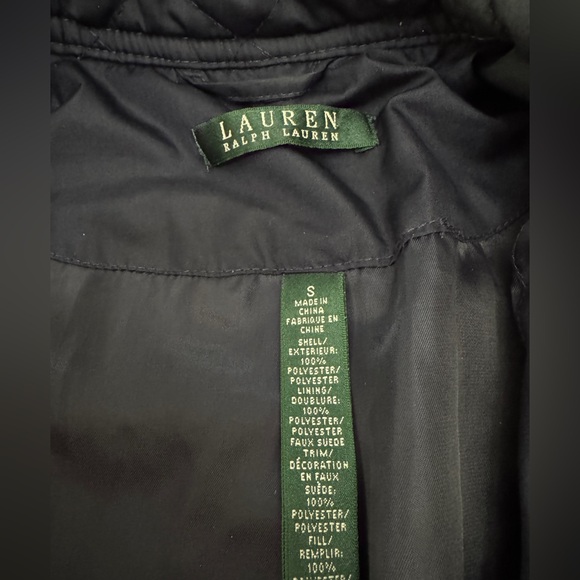 LAUREN
RALPH LAUREN
S
MADE IN
CHINA
FABRIQUE EN
CHINE
SHELL/
EXTERIEUR:
100%
POLYESTER/
POLYESTER
LINING/
DOUBLURE:
100%
POLYESTER/
POLYESTER
FAUX SUEDE
TRIM/
DÉCORATION
EN FAUX
SUÈDE:
100%
POLYESTER/
POLYESTER
FILL/
REMPLIR:
100%
POLYESTER/